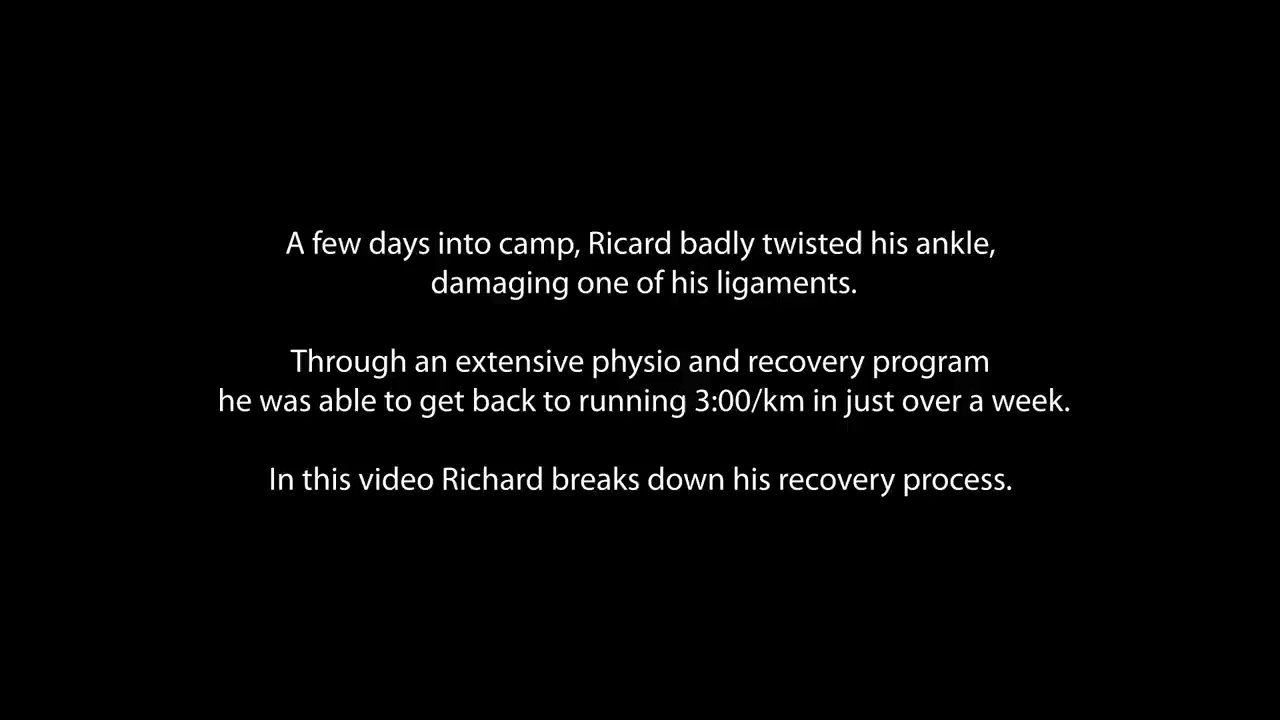 A few days into camp, Ricard badly twisted his ankle,
damaging one of his ligaments.
Through an extensive physio and recovery program
he was able to get back to running 3:00/km in just over a week.
In this video Richard breaks down his recovery process.